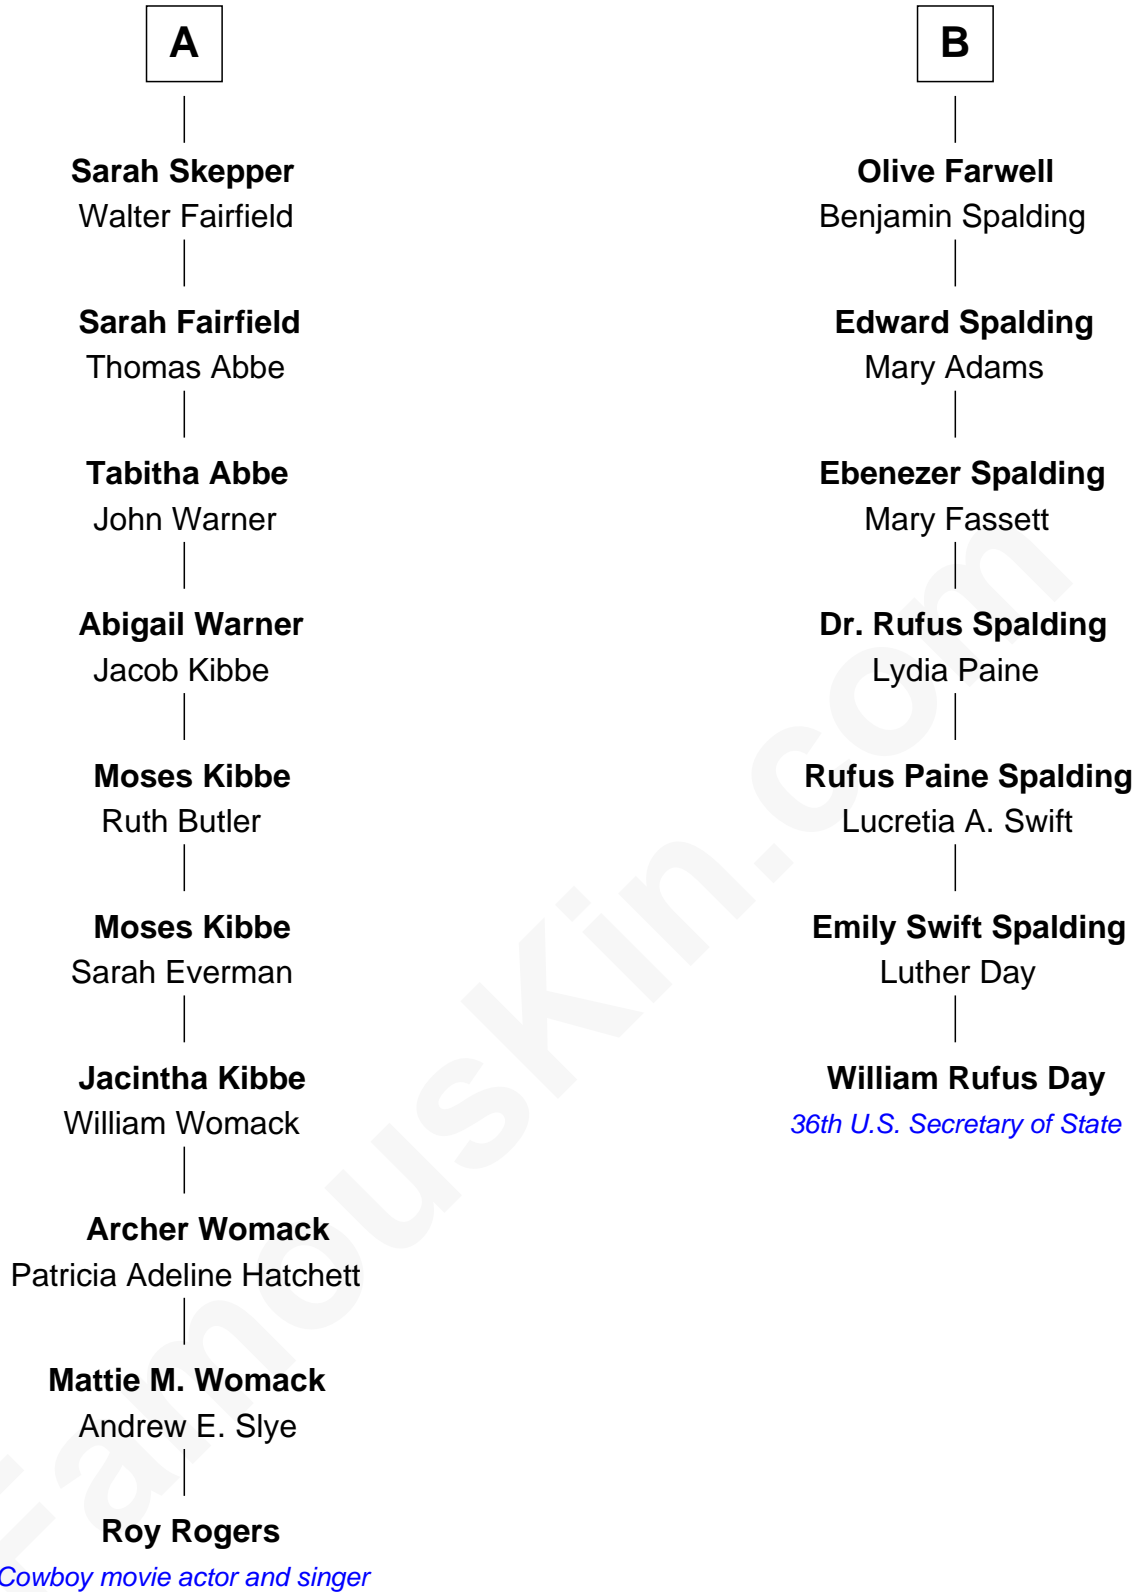 A
Sarah Skepper
Walter Fairfield
Sarah Fairfield
Thomas Abbe
Tabitha Abbe
John Warner
Abigail Warner
Jacob Kibbe
Moses Kibbe
Ruth Butler
Moses Kibbe
Sarah Everman
Jacintha Kibbe
William Womack
Archer Womack
Patricia Adeline Hatchett
Mattie M. Womack
Andrew E. Slye
Roy Rogers
Cowboy movie actor and singer
B
Olive Farwell
Benjamin Spalding
Edward Spalding
Mary Adams
Ebenezer Spalding
Mary Fassett
Dr. Rufus Spalding
Lydia Paine
Rufus Paine Spalding
Lucretia A. Swift
Emily Swift Spalding
Luther Day
William Rufus Day
36th U.S. Secretary of State
FamousKin.com